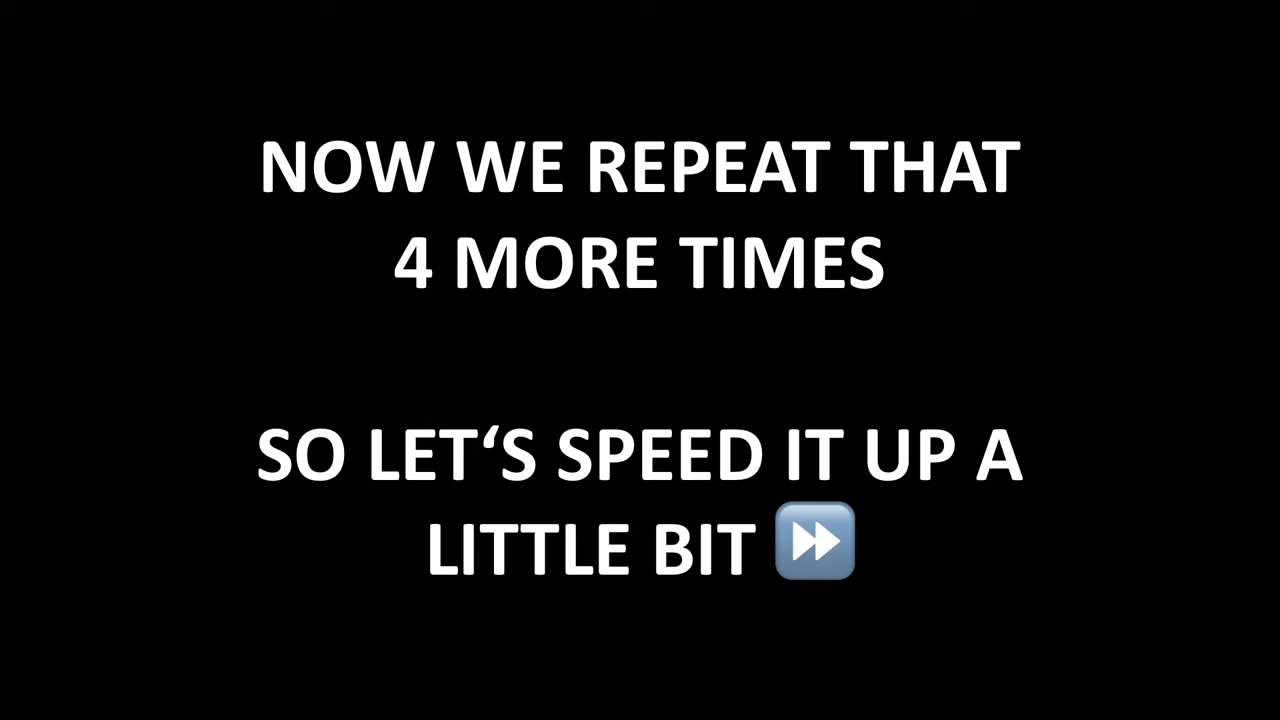 NOW WE REPEAT THAT
4 MORE TIMES
SO LET‘S SPEED IT UP A
LITTLE BIT ⏩